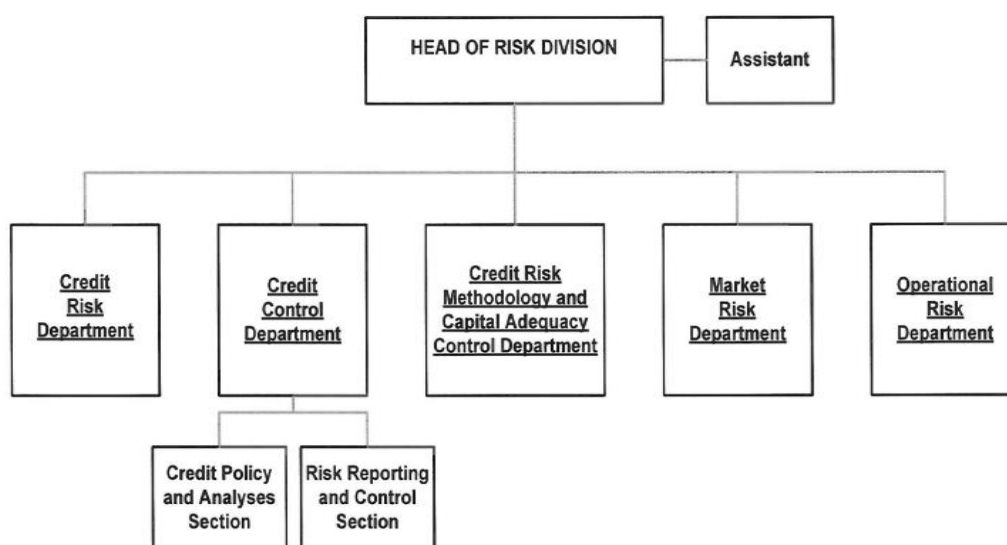 HEAD OF RISK DIVISION
Assistant
Credit
Risk
Department
Credit
Control
Department
Credit Risk
Methodology and
Capital Adequacy
Control Department
Market
Risk
Department
Operational
Risk
Department
Credit Policy
and Analyses
Section
Risk Reporting
and Control
Section